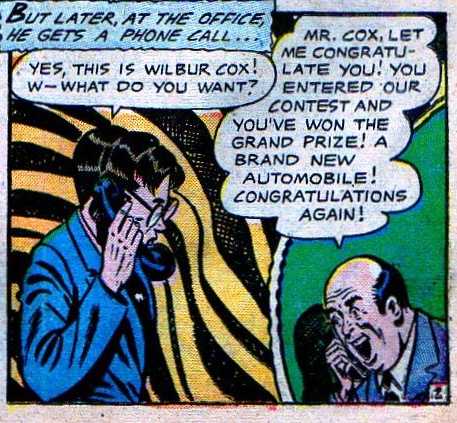 BUT LATER, AT THE OFFICE,
HE GETS A PHONE CALL...
YES, THIS IS WILBUR COX!
W-WHAT DO YOU WANT?
MR. COX, LET
ME CONGRATU-
LATE YOU! YOU
ENTERED OUR
CONTEST AND
YOU'VE WON THE
GRAND PRIZE! A
BRAND NEW
AUTOMOBILE!
CONGRATULATIONS
AGAIN!
2